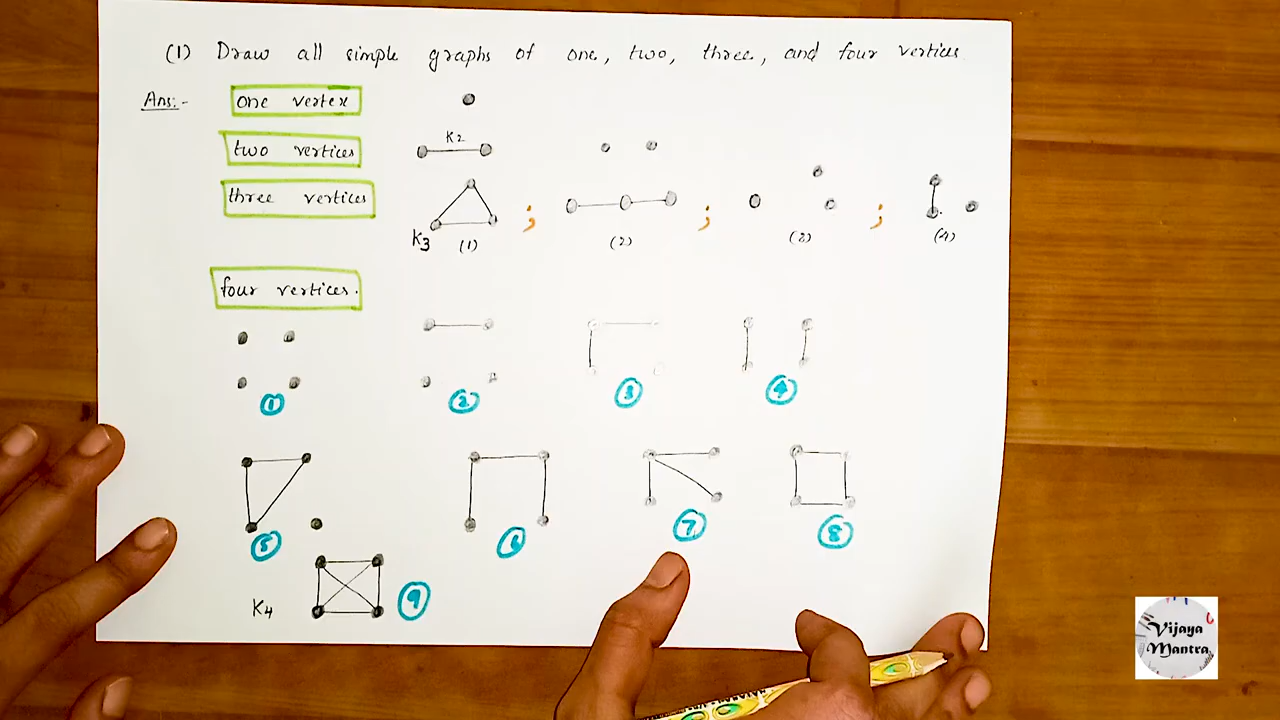 (1) Draw all simple graphs of one, two, three, and four vertices.
Ans:-
one vertex
two vertices
K2
three vertices
; ; ;
K3 (1) (2) (3) (4)
four vertices.
1 2 3 4
5 6 7 8
K4 9
Vijaya
Mantra